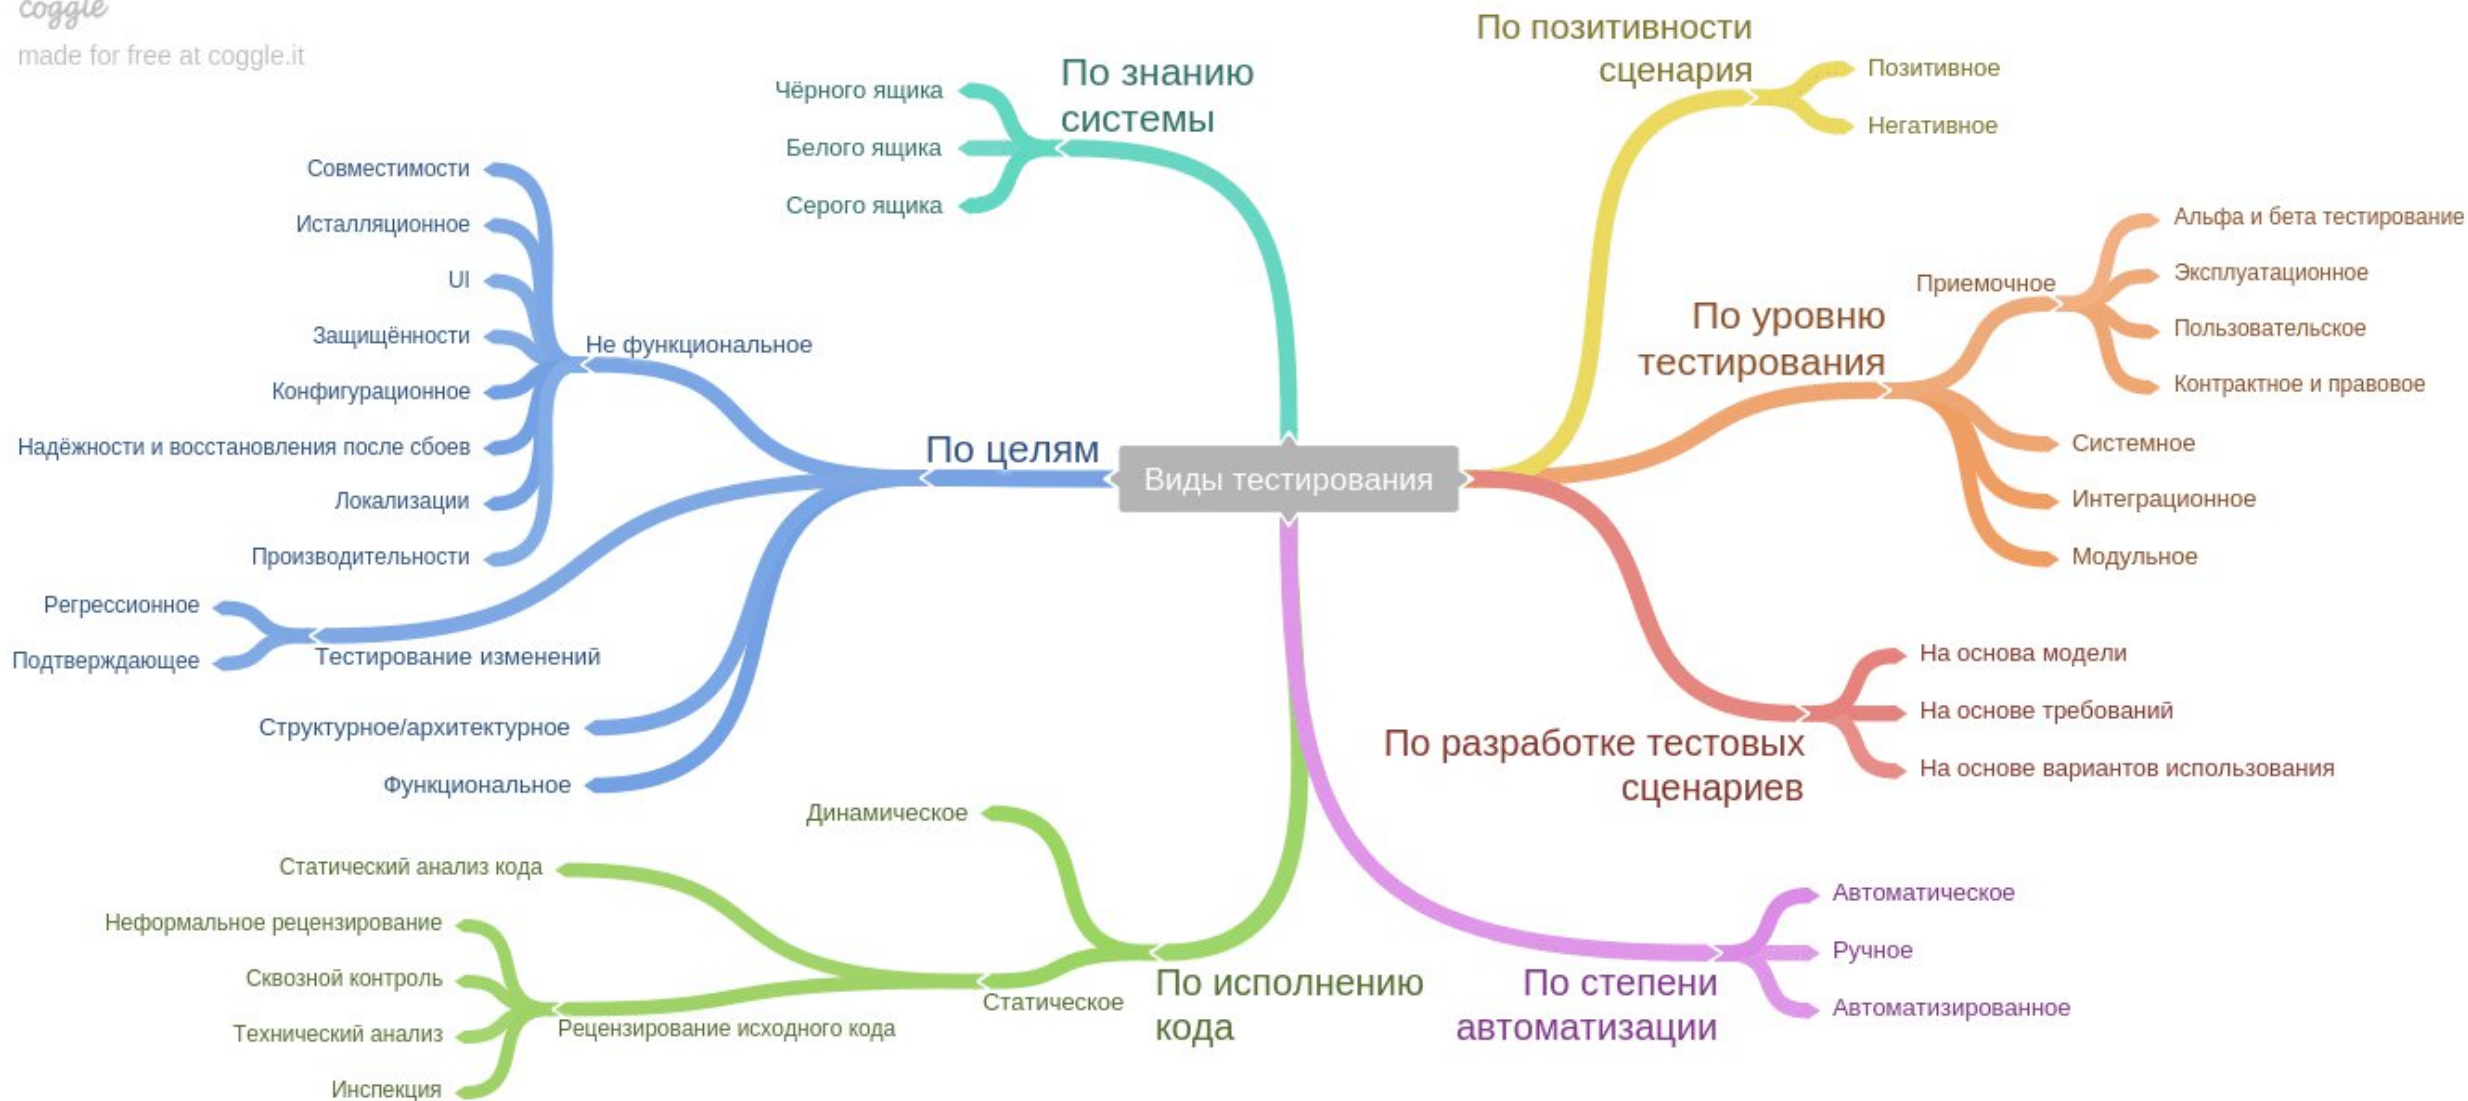 coggle
made for free at coggle.it
По знанию
системы
Чёрного ящика
Белого ящика
Серого ящика
По позитивности
сценария
Позитивное
Негативное
По уровню
тестирования
Приемочное
Альфа и бета тестирование
Эксплуатационное
Пользовательское
Контрактное и правовое
Системное
Интеграционное
Модульное
Виды тестирования
По целям
Не функциональное
Совместимости
Исталляционное
UI
Защищённости
Конфигурационное
Надёжности и восстановления после сбоев
Локализации
Производительности
Тестирование изменений
Регрессионное
Подтверждающее
Структурное/архитектурное
Функциональное
По разработке тестовых
сценариев
На основа модели
На основе требований
На основе вариантов использования
По исполнению
кода
Динамическое
Статическое
Статический анализ кода
Рецензирование исходного кода
Неформальное рецензирование
Сквозной контроль
Технический анализ
Инспекция
По степени
автоматизации
Автоматическое
Ручное
Автоматизированное